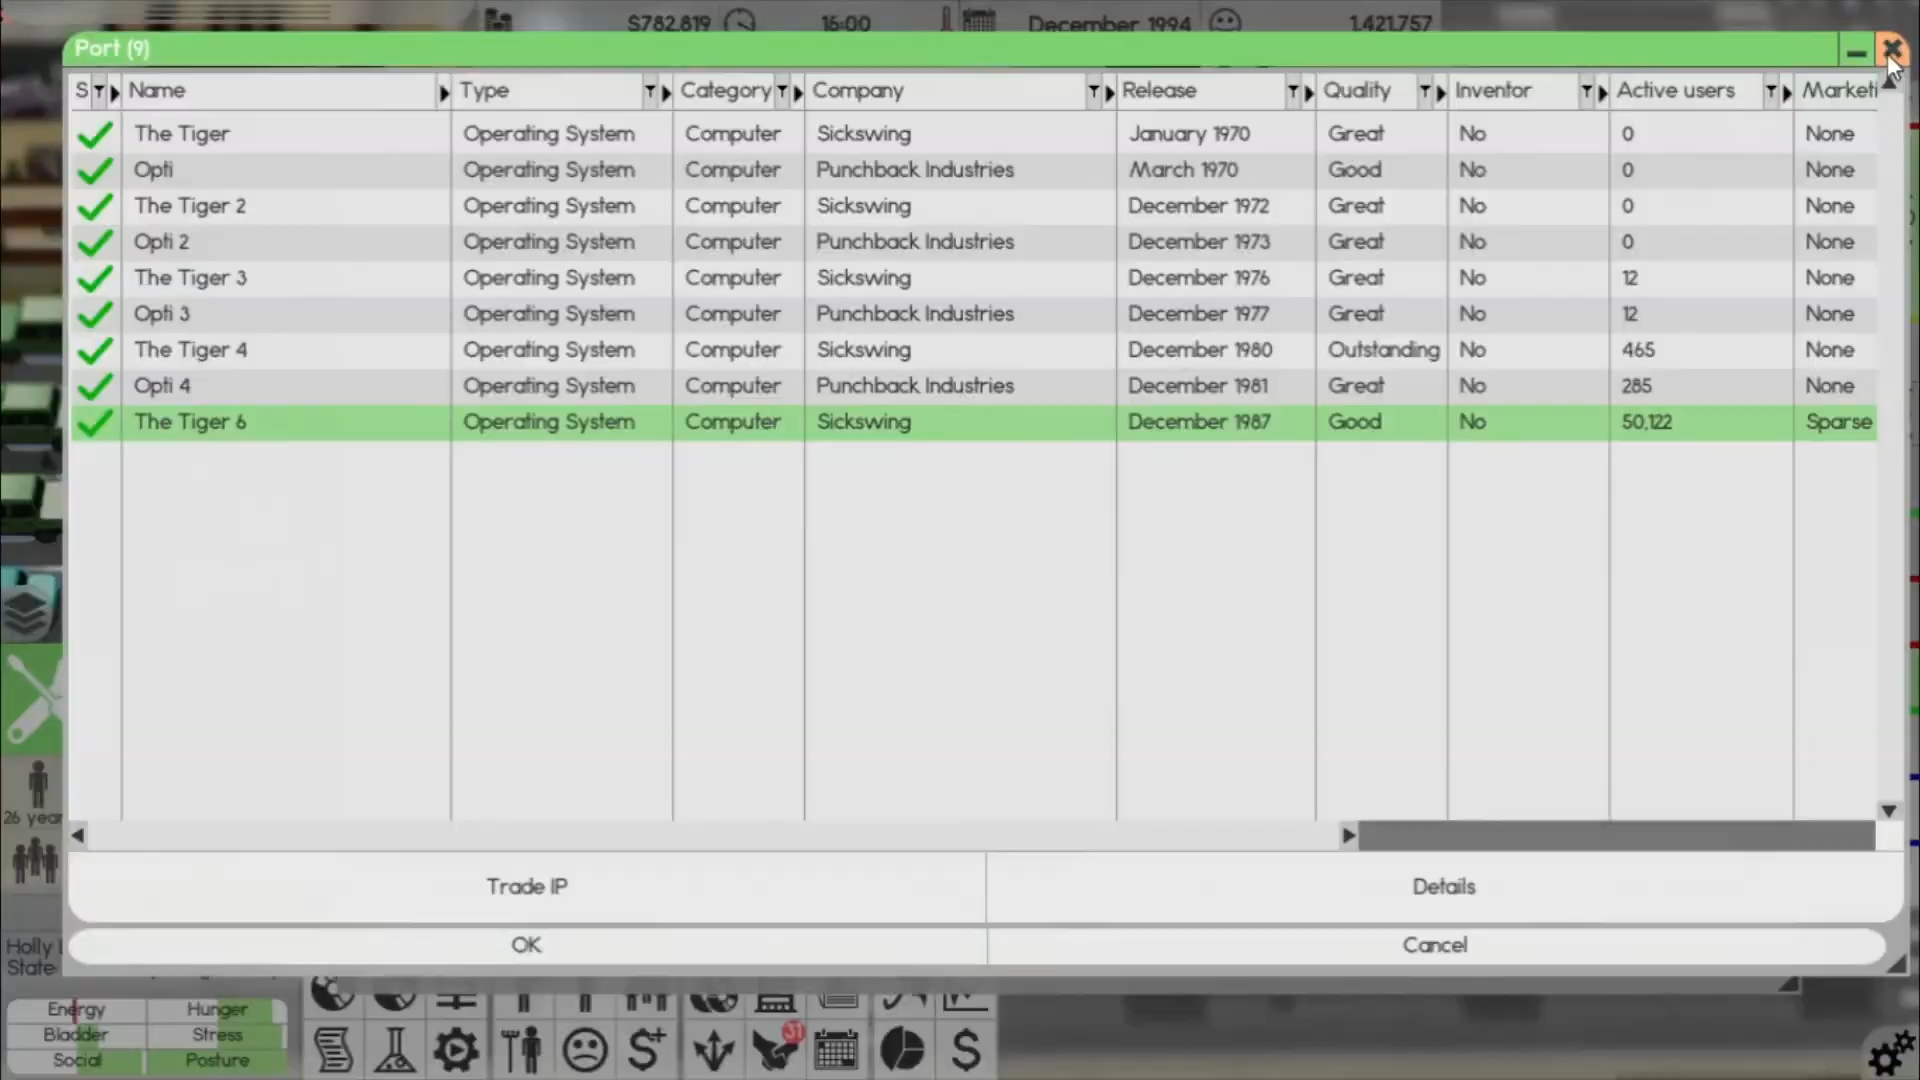 $782,819 16:00 December 1994 1,421,757
Port (9)
S Name Type Category Company Release Quality Inventor Active users Marketi
The Tiger Operating System Computer Sickswing January 1970 Great No 0 None
Opti Operating System Computer Punchback Industries March 1970 Good No 0 None
The Tiger 2 Operating System Computer Sickswing December 1972 Great No 0 None
Opti 2 Operating System Computer Punchback Industries December 1973 Great No 0 None
The Tiger 3 Operating System Computer Sickswing December 1976 Great No 12 None
Opti 3 Operating System Computer Punchback Industries December 1977 Great No 12 None
The Tiger 4 Operating System Computer Sickswing December 1980 Outstanding No 465 None
Opti 4 Operating System Computer Punchback Industries December 1981 Great No 285 None
The Tiger 6 Operating System Computer Sickswing December 1987 Good No 50,122 Sparse
26 year
Trade IP Details
OK Cancel
Holly
State
Energy Hunger
Bladder Stress
Social Posture
31